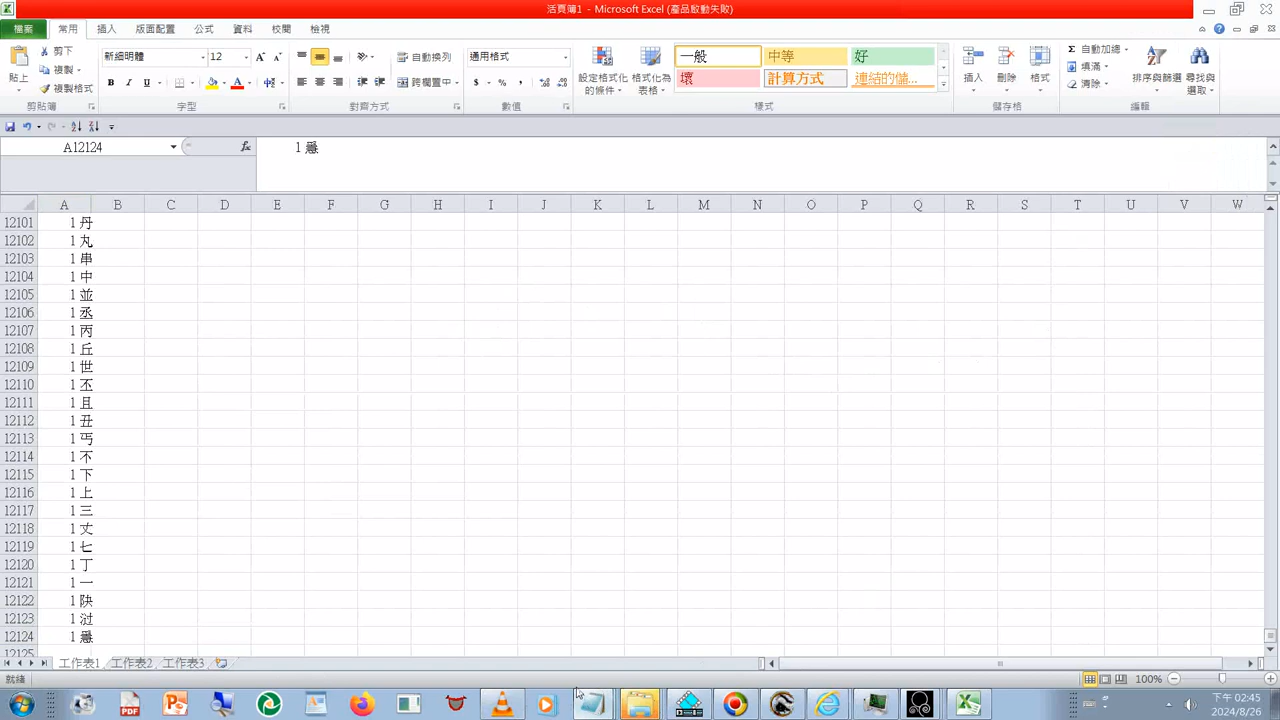 活頁簿1 - Microsoft Excel (產品啟動失敗)
檔案 常用 插入 版面配置 公式 資料 校閱 檢視
貼上 剪下 複製 複製格式 剪貼簿
新細明體 12 B I U 字型
自動換列 跨欄置中 對齊方式
通用格式 $ % , 數值
設定格式化的條件 格式化為表格 一般 中等 好 壞 計算方式 連結的儲... 樣式
插入 刪除 格式 儲存格
Σ 自動加總 填滿 清除 排序與篩選 尋找與選取 編輯
A12124 fx 1
A B C D E F G H I J K L M N O P Q R S T U V W
12101 1 丹
12102 1 丸
12103 1 串
12104 1 中
12105 1 並
12106 1 丞
12107 1 丙
12108 1 丘
12109 1 世
12110 1 丕
12111 1 且
12112 1 丑
12113 1 丐
12114 1 不
12115 1 下
12116 1 上
12117 1 三
12118 1 丈
12119 1 七
12120 1 丁
12121 1 一
12122 1
12123 1
12124 1
12125
工作表1 工作表2 工作表3
就緒 100%
PDF
下午 02:45
2024/8/26